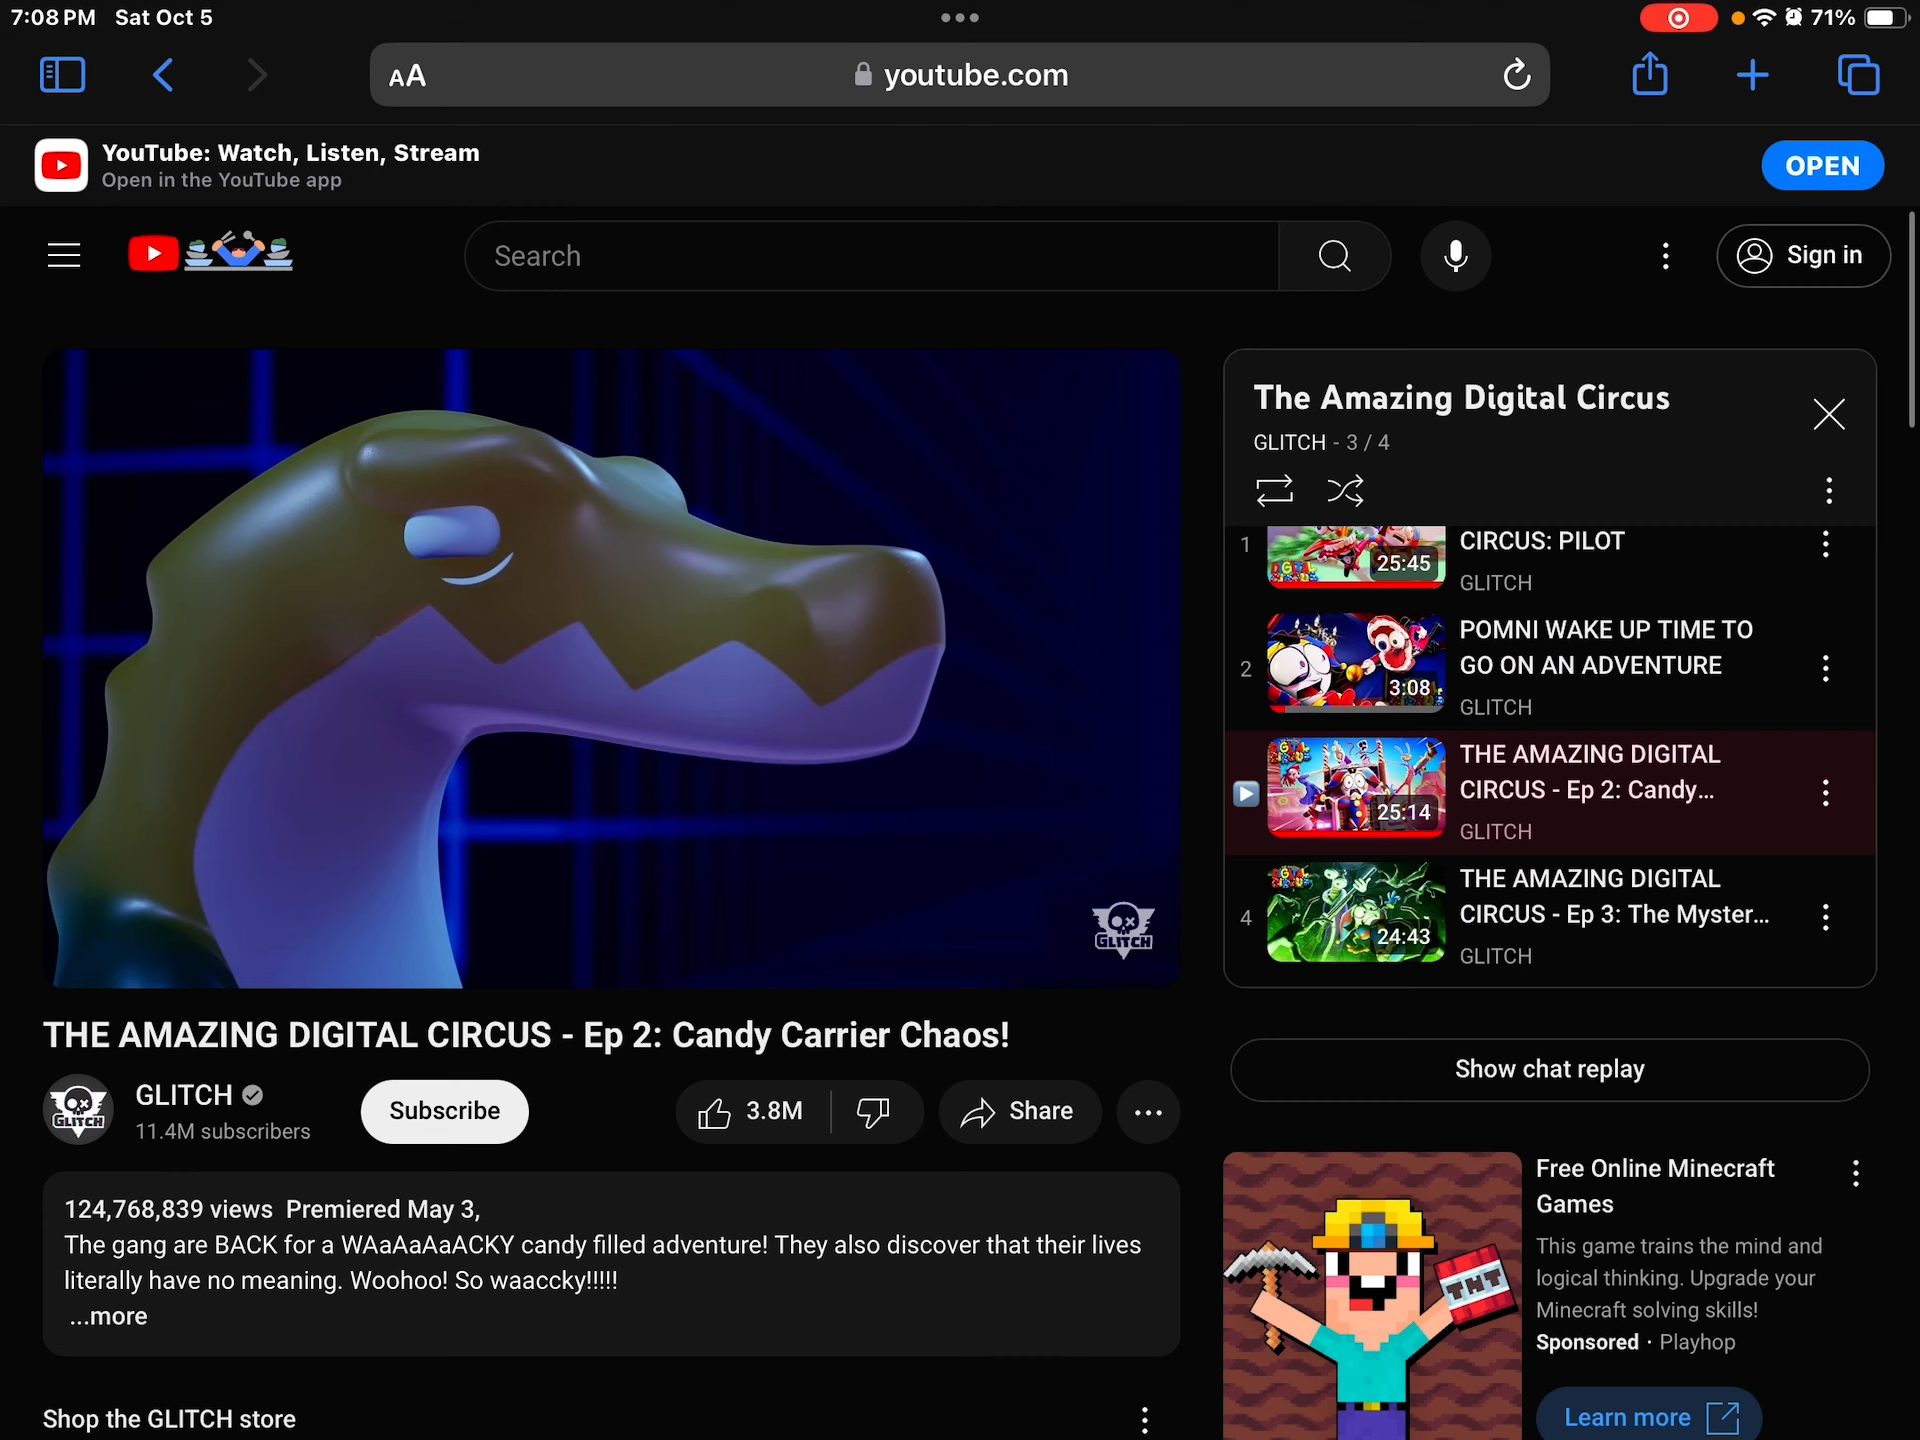 7:08 PM Sat Oct 5
71%
AA
youtube.com
YouTube: Watch, Listen, Stream
Open in the YouTube app
OPEN
Search
Sign in
GLITCH
The Amazing Digital Circus
GLITCH - 3 / 4
1
25:45
CIRCUS: PILOT
GLITCH
2
3:08
POMNI WAKE UP TIME TO
GO ON AN ADVENTURE
GLITCH
25:14
THE AMAZING DIGITAL
CIRCUS - Ep 2: Candy...
GLITCH
4
24:43
THE AMAZING DIGITAL
CIRCUS - Ep 3: The Myster...
GLITCH
THE AMAZING DIGITAL CIRCUS - Ep 2: Candy Carrier Chaos!
GLITCH
GLITCH
11.4M subscribers
Subscribe
3.8M
Share
124,768,839 views Premiered May 3,
The gang are BACK for a WAaAaAaACKY candy filled adventure! They also discover that their lives
literally have no meaning. Woohoo! So waaccky!!!!!
...more
Shop the GLITCH store
Show chat replay
TNT
Free Online Minecraft
Games
This game trains the mind and
logical thinking. Upgrade your
Minecraft solving skills!
Sponsored · Playhop
Learn more